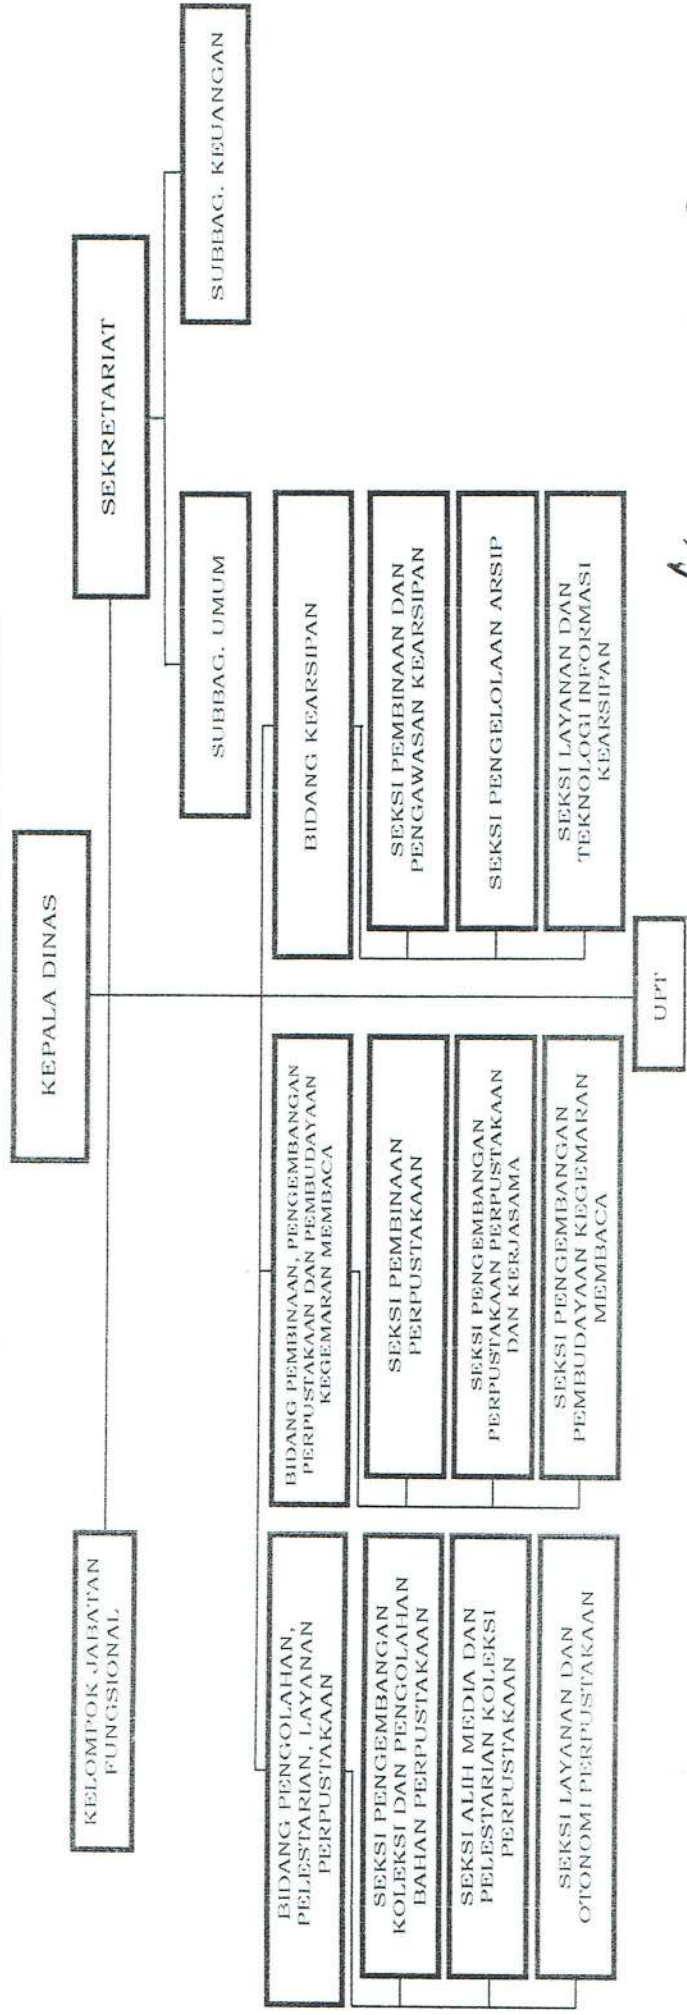 KEPALA DINAS
KELOMPOK JABATAN
FUNGSIONAL
SEKRETARIAT
SUBBAG. UMUM
SUBBAG. KEUANGAN
BIDANG PENGOLAHAN,
PELESTARIAN, LAYANAN
PERPUSTAKAAN
SEKSI PENGEMBANGAN
KOLEKSI DAN PENGOLAHAN
BAHAN PERPUSTAKAAN
SEKSI ALIH MEDIA DAN
PELESTARIAN KOLEKSI
PERPUSTAKAAN
SEKSI LAYANAN DAN
OTONOMI PERPUSTAKAAN
BIDANG PEMBINAAN, PENGEMBANGAN
PERPUSTAKAAN DAN PEMBUDAYAAN
KEGEMARAN MEMBACA
SEKSI PEMBINAAN
PERPUSTAKAAN
SEKSI PENGEMBANGAN
PERPUSTAKAAN PERPUSTAKAAN
DAN KERJASAMA
SEKSI PENGEMBANGAN
PEMBUDAYAAN KEGEMARAN
MEMBACA
BIDANG KEARSIPAN
SEKSI PEMBINAAN DAN
PENGAWASAN KEARSIPAN
SEKSI PENGELOLAAN ARSIP
SEKSI LAYANAN DAN
TEKNOLOGI INFORMASI
KEARSIPAN
UPT